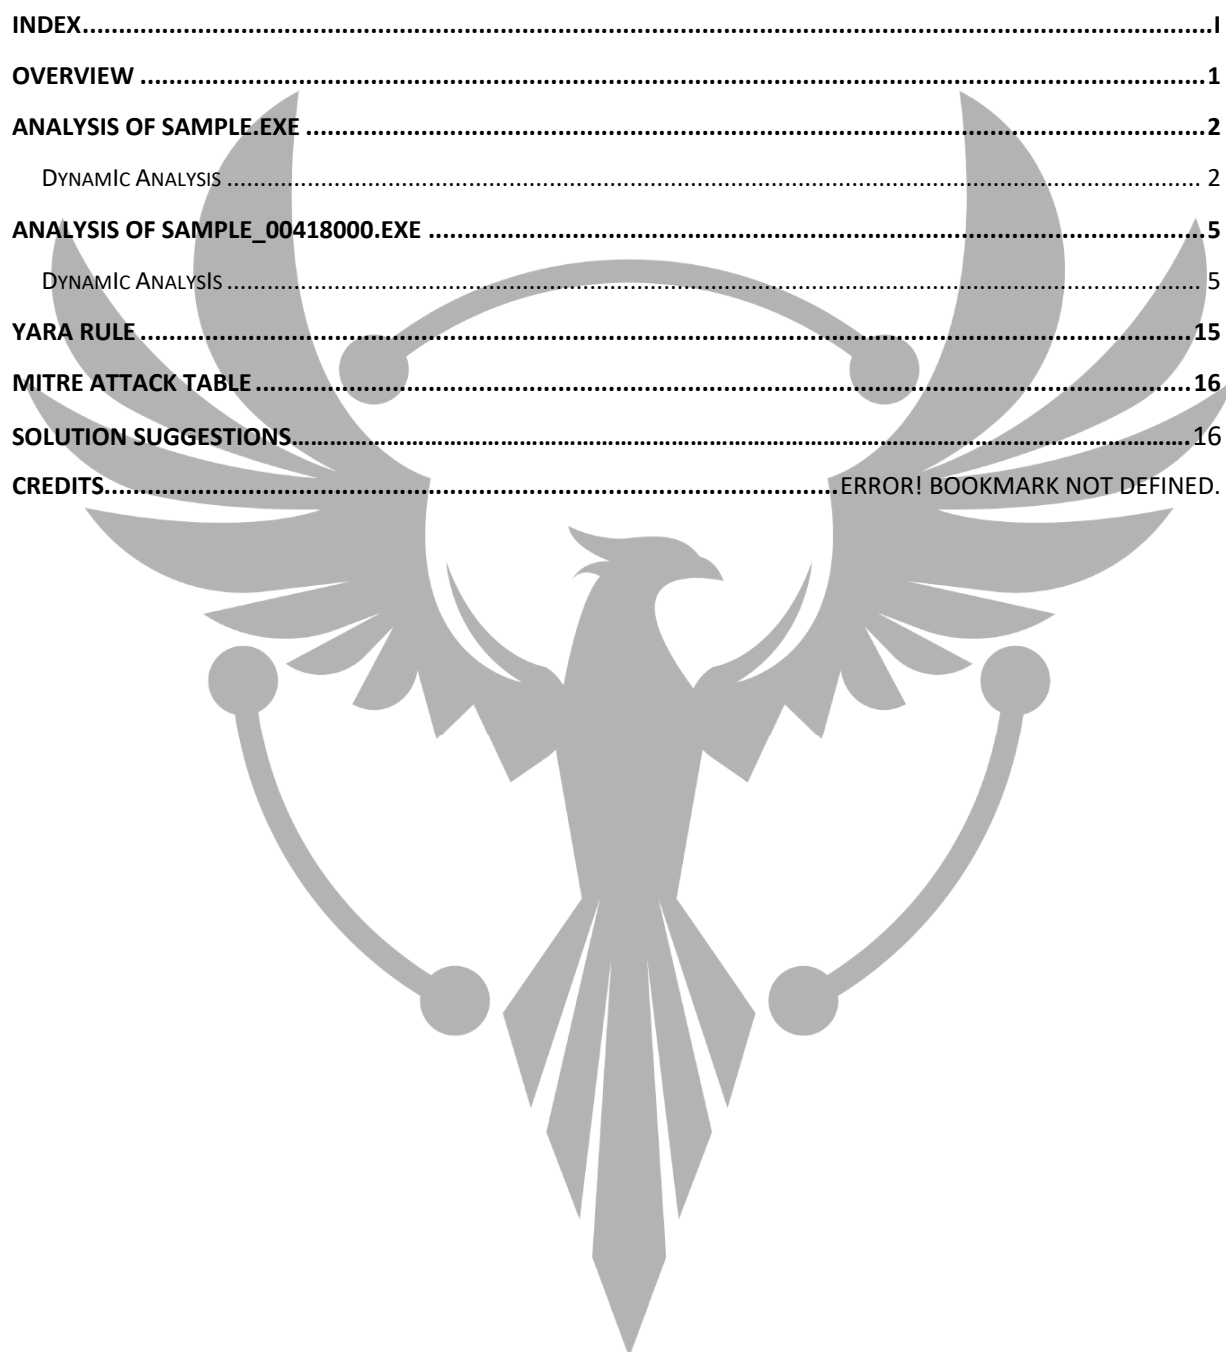 INDEX.................................................................................................................................................I
OVERVIEW .........................................................................................................................................1
ANALYSIS OF SAMPLE.EXE ...................................................................................................................2
DynamIc Analysis ............................................................................................................................ 2
ANALYSIS OF SAMPLE_00418000.EXE ...................................................................................................5
DynamIc AnalysIs ............................................................................................................................ 5
YARA RULE .......................................................................................................................................15
MITRE ATTACK TABLE ........................................................................................................................16
SOLUTION SUGGESTIONS...................................................................................................................16
CREDITS...............................................................................................ERROR! BOOKMARK NOT DEFINED.